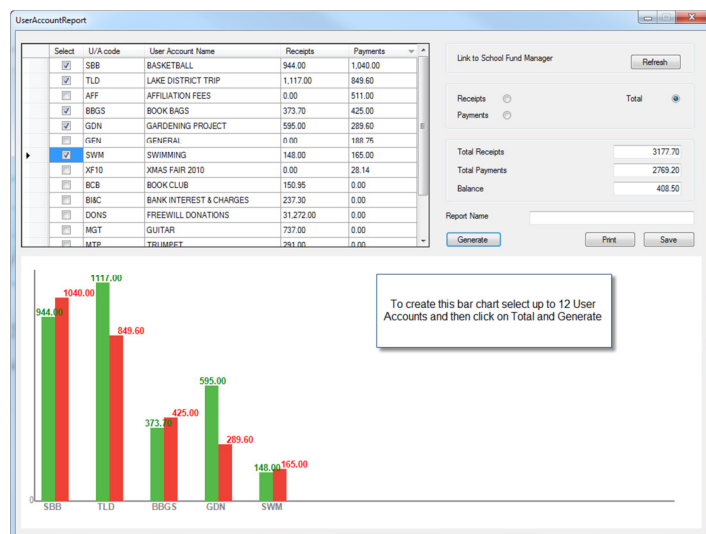 UserAccountReport
Select U/A code User Account Name Receipts Payments
SBB BASKETBALL 944.00 1,040.00
TLD LAKE DISTRICT TRIP 1,117.00 849.60
AFF AFFILIATION FEES 0.00 511.00
BBGS BOOK BAGS 373.70 425.00
GDN GARDENING PROJECT 595.00 289.60
GEN GENERAL 0.00 188.75
SWM SWIMMING 148.00 165.00
XF10 XMAS FAIR 2010 0.00 28.14
BCB BOOK CLUB 150.95 0.00
BI&C BANK INTEREST & CHARGES 237.30 0.00
DONS FREEWILL DONATIONS 31,272.00 0.00
MGT GUITAR 737.00 0.00
MTP TRUMPET 291.00 0.00
Link to School Fund Manager Refresh
Receipts Total
Payments
Total Receipts 3177.70
Total Payments 2769.20
Balance 408.50
Report Name
Generate Print Save
To create this bar chart select up to 12 User
Accounts and then click on Total and Generate
944.00 1040.00 1117.00 849.60 373.70 425.00 595.00 289.60 148.00 165.00
0
SBB TLD BBGS GDN SWM